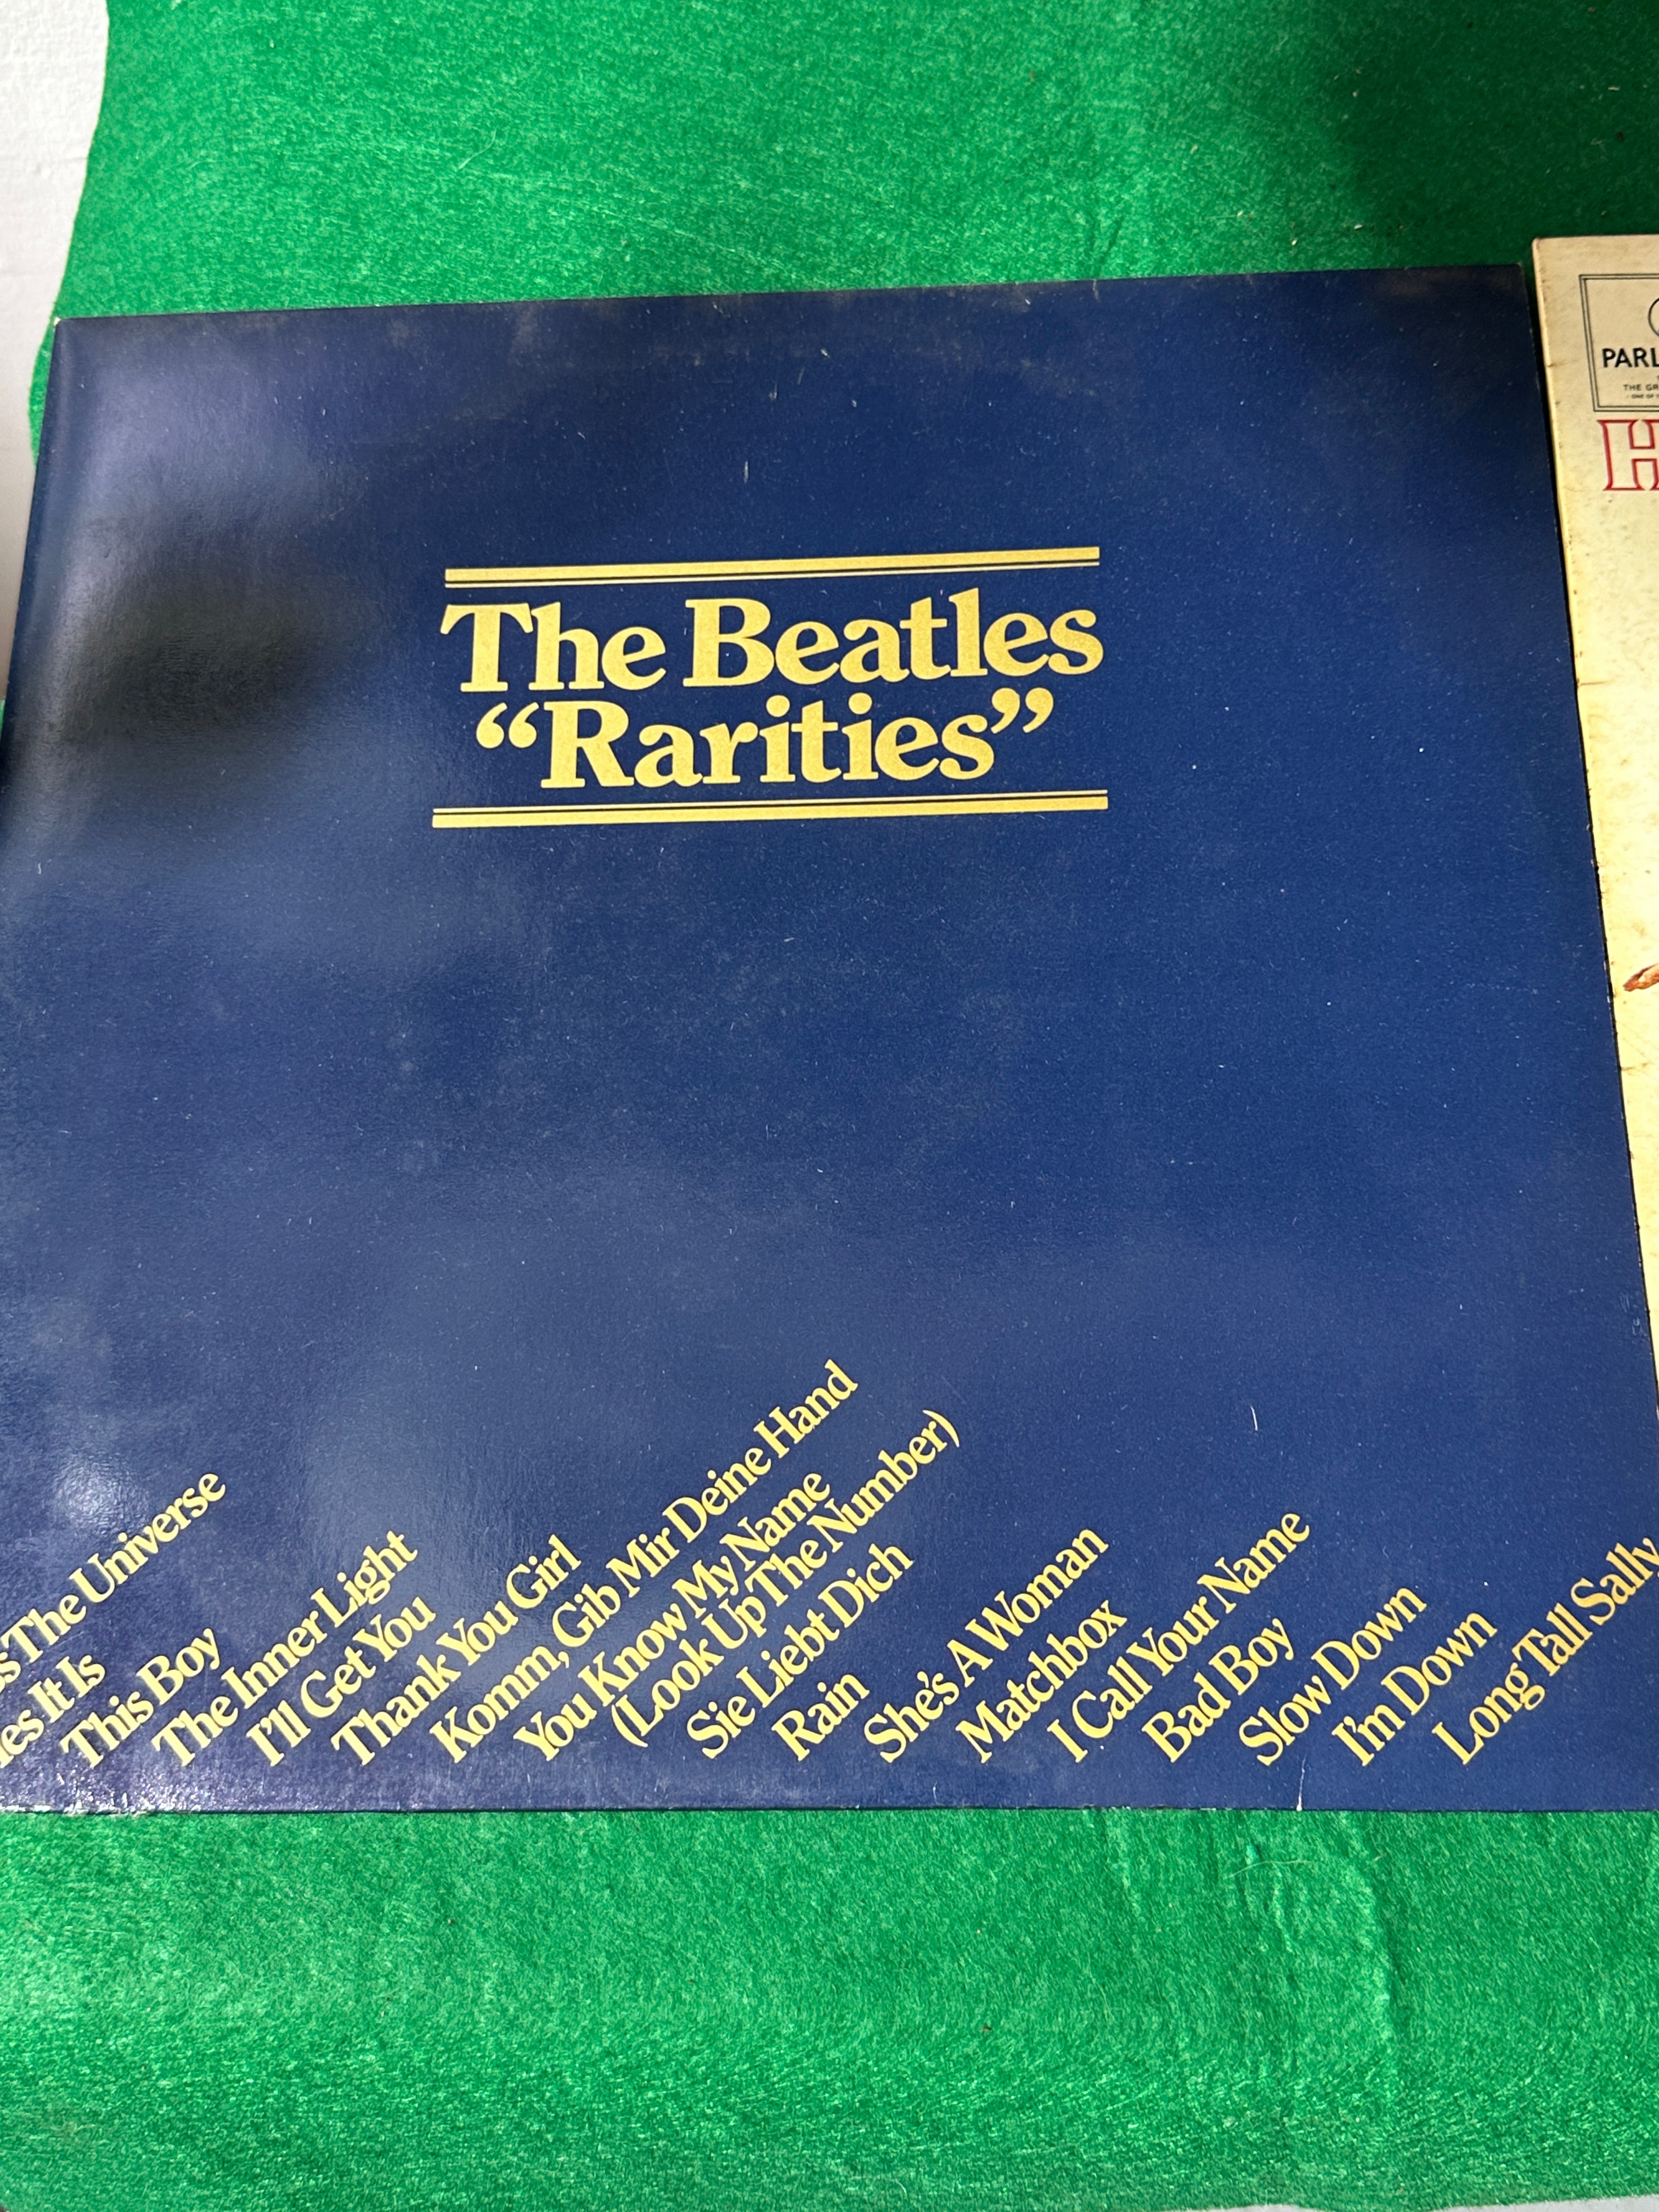 The Beatles
“Rarities”
The Universe
It Is
This Boy
The Inner Light
I'll Get You
Thank You Girl
Komm, Gib Mir Deine Hand
You Know My Name
(Look Up The Number)
Sie Liebt Dich
Rain
She's A Woman
Matchbox
I Call Your Name
Bad Boy
Slow Down
I'm Down
Long Tall Sally
PARL
THE GR
H